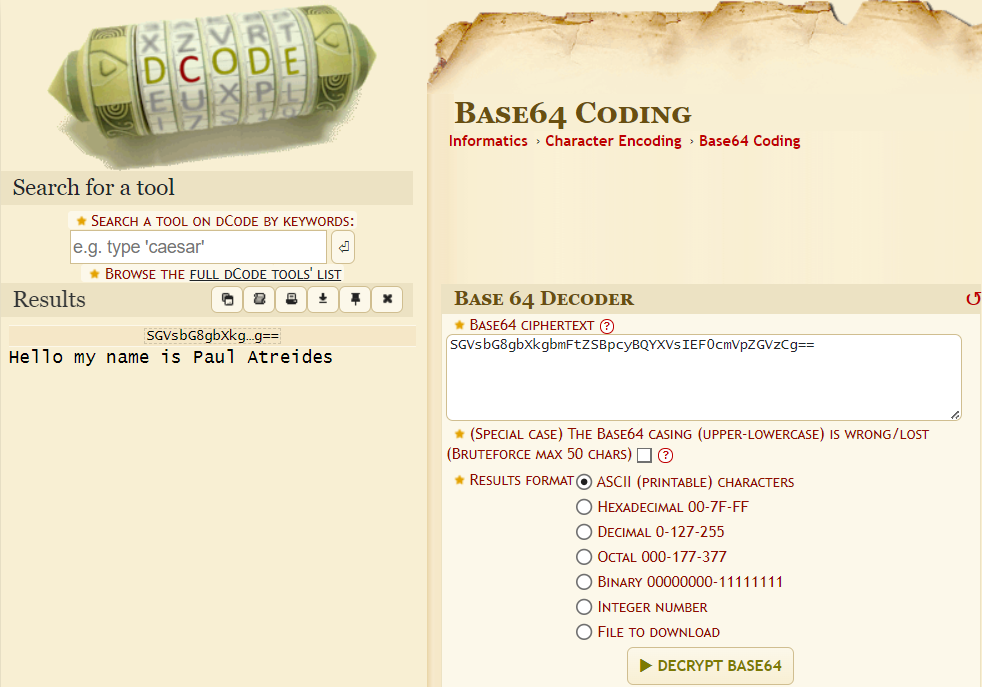 X Z V R T
D C O D E
E U X P L
I 7 S 1 9
Search for a tool
★ Search a tool on dCode by keywords:
e.g. type 'caesar'
★ Browse the full dCode tools' list
Results
SGVsbG8gbXkg…g==
Hello my name is Paul Atreides
Base64 Coding
Informatics › Character Encoding › Base64 Coding
Base 64 Decoder
★ Base64 ciphertext ?
SGVsbG8gbXkgbmFtZSBpcyBQYXVsIEF0cmVpZGVzCg==
★ (Special case) The Base64 casing (upper-lowercase) is wrong/lost
(Bruteforce max 50 chars) ?
★ Results format ASCII (printable) characters
Hexadecimal 00-7F-FF
Decimal 0-127-255
Octal 000-177-377
Binary 00000000-11111111
Integer number
File to download
▶ DECRYPT BASE64